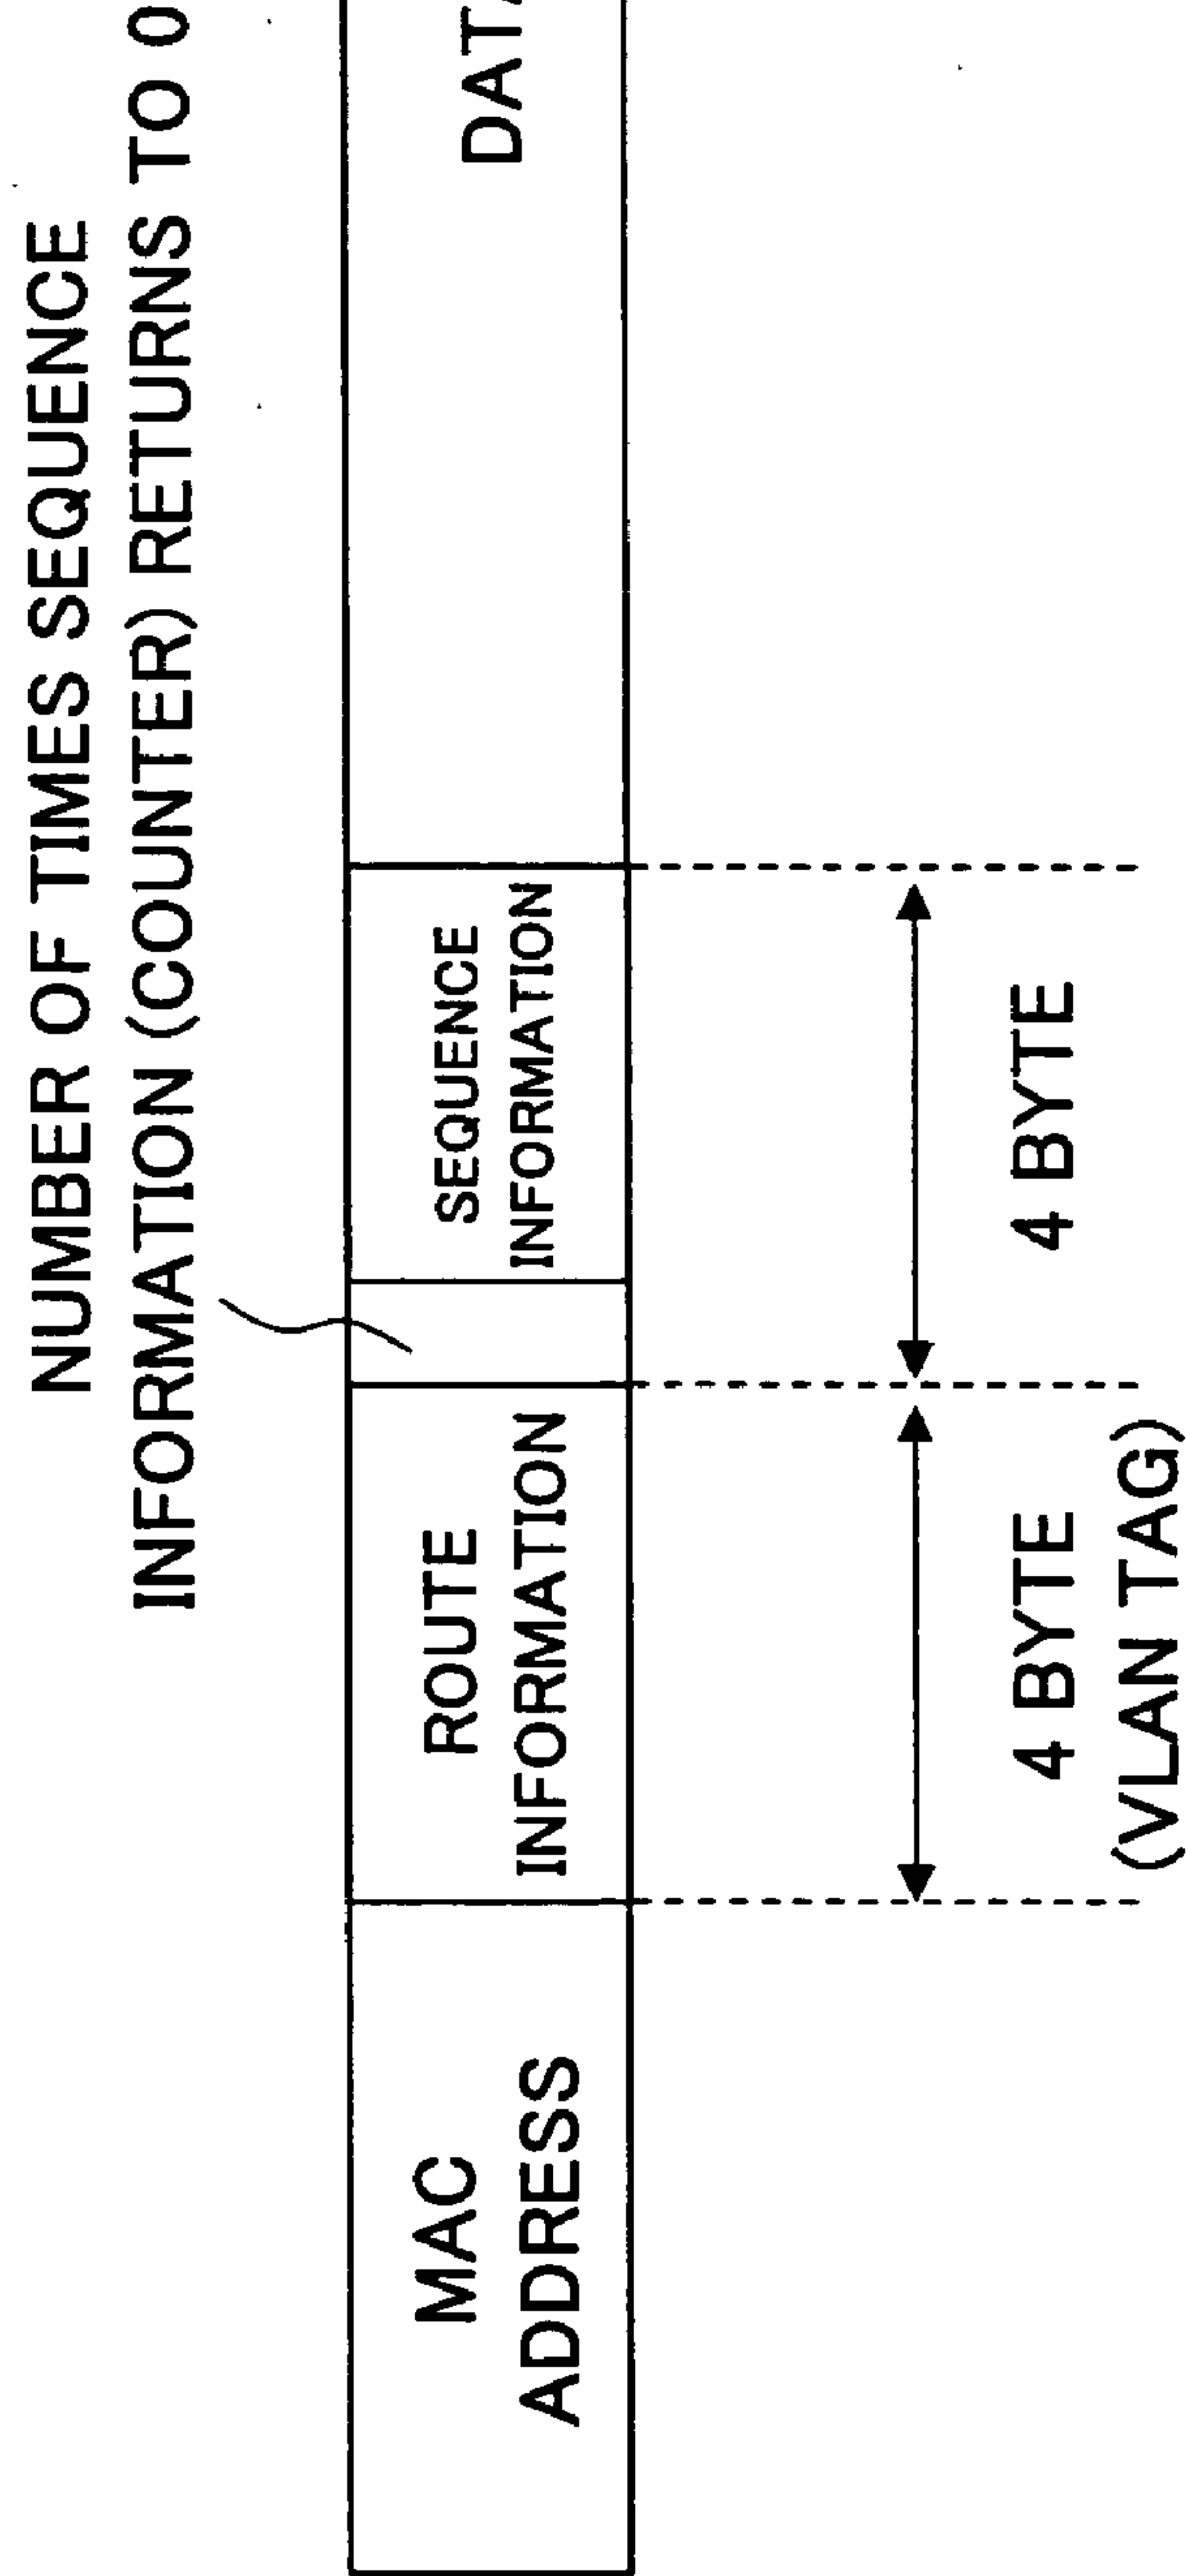 NUMBER OF TIMES SEQUENCE
INFORMATION (COUNTER) RETURNS TO 0
MAC
ADDRESS
ROUTE
INFORMATION
SEQUENCE
INFORMATION
DATA
4 BYTE
(VLAN TAG)
4 BYTE